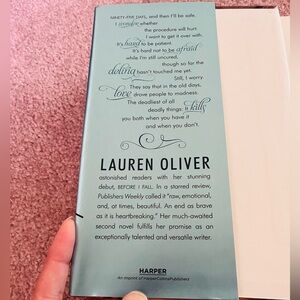 NINETY-FIVE DAYS, and then I'll be safe.
I wonder whether
the procedure will hurt.
I want to get it over with.
It's hard to be patient.
It's hard not to be afraid
while I'm still uncured,
though so far the
deliria hasn't touched me yet.
Still, I worry.
They say that in the old days,
love drove people to madness.
The deadliest of all
deadly things: It kills
you both when you have it
and when you don't.
LAUREN OLIVER
astonished readers with her stunning
debut, BEFORE I FALL. In a starred review,
Publishers Weekly called it "raw, emotional,
and, at times, beautiful. An end as brave
as it is heartbreaking." Her much-awaited
second novel fulfills her promise as an
exceptionally talented and versatile writer.
HARPER
An Imprint of HarperCollinsPublishers